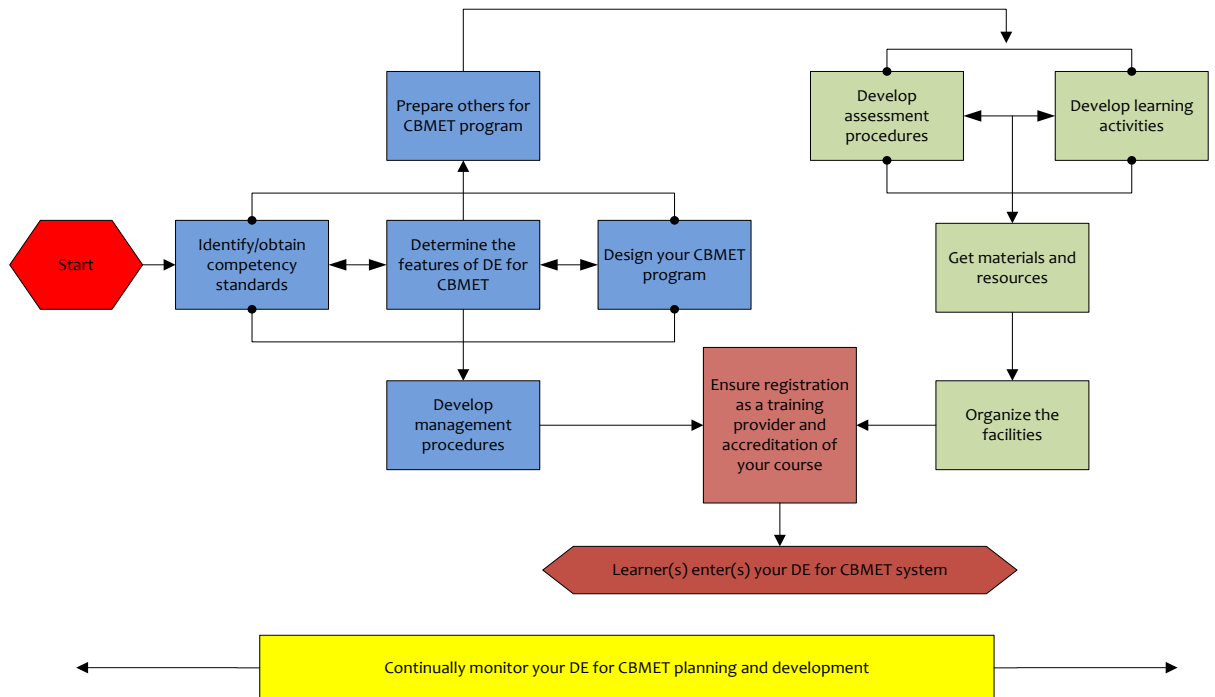 Prepare others for
CBMET program
Develop
assessment
procedures
Develop learning
activities
Start
Identify/obtain
competency
standards
Determine the
features of DE for
CBMET
Design your CBMET
program
Get materials and
resources
Develop
management
procedures
Ensure registration
as a training
provider and
accreditation of
your course
Organize the
facilities
Learner(s) enter(s) your DE for CBMET system
Continually monitor your DE for CBMET planning and development